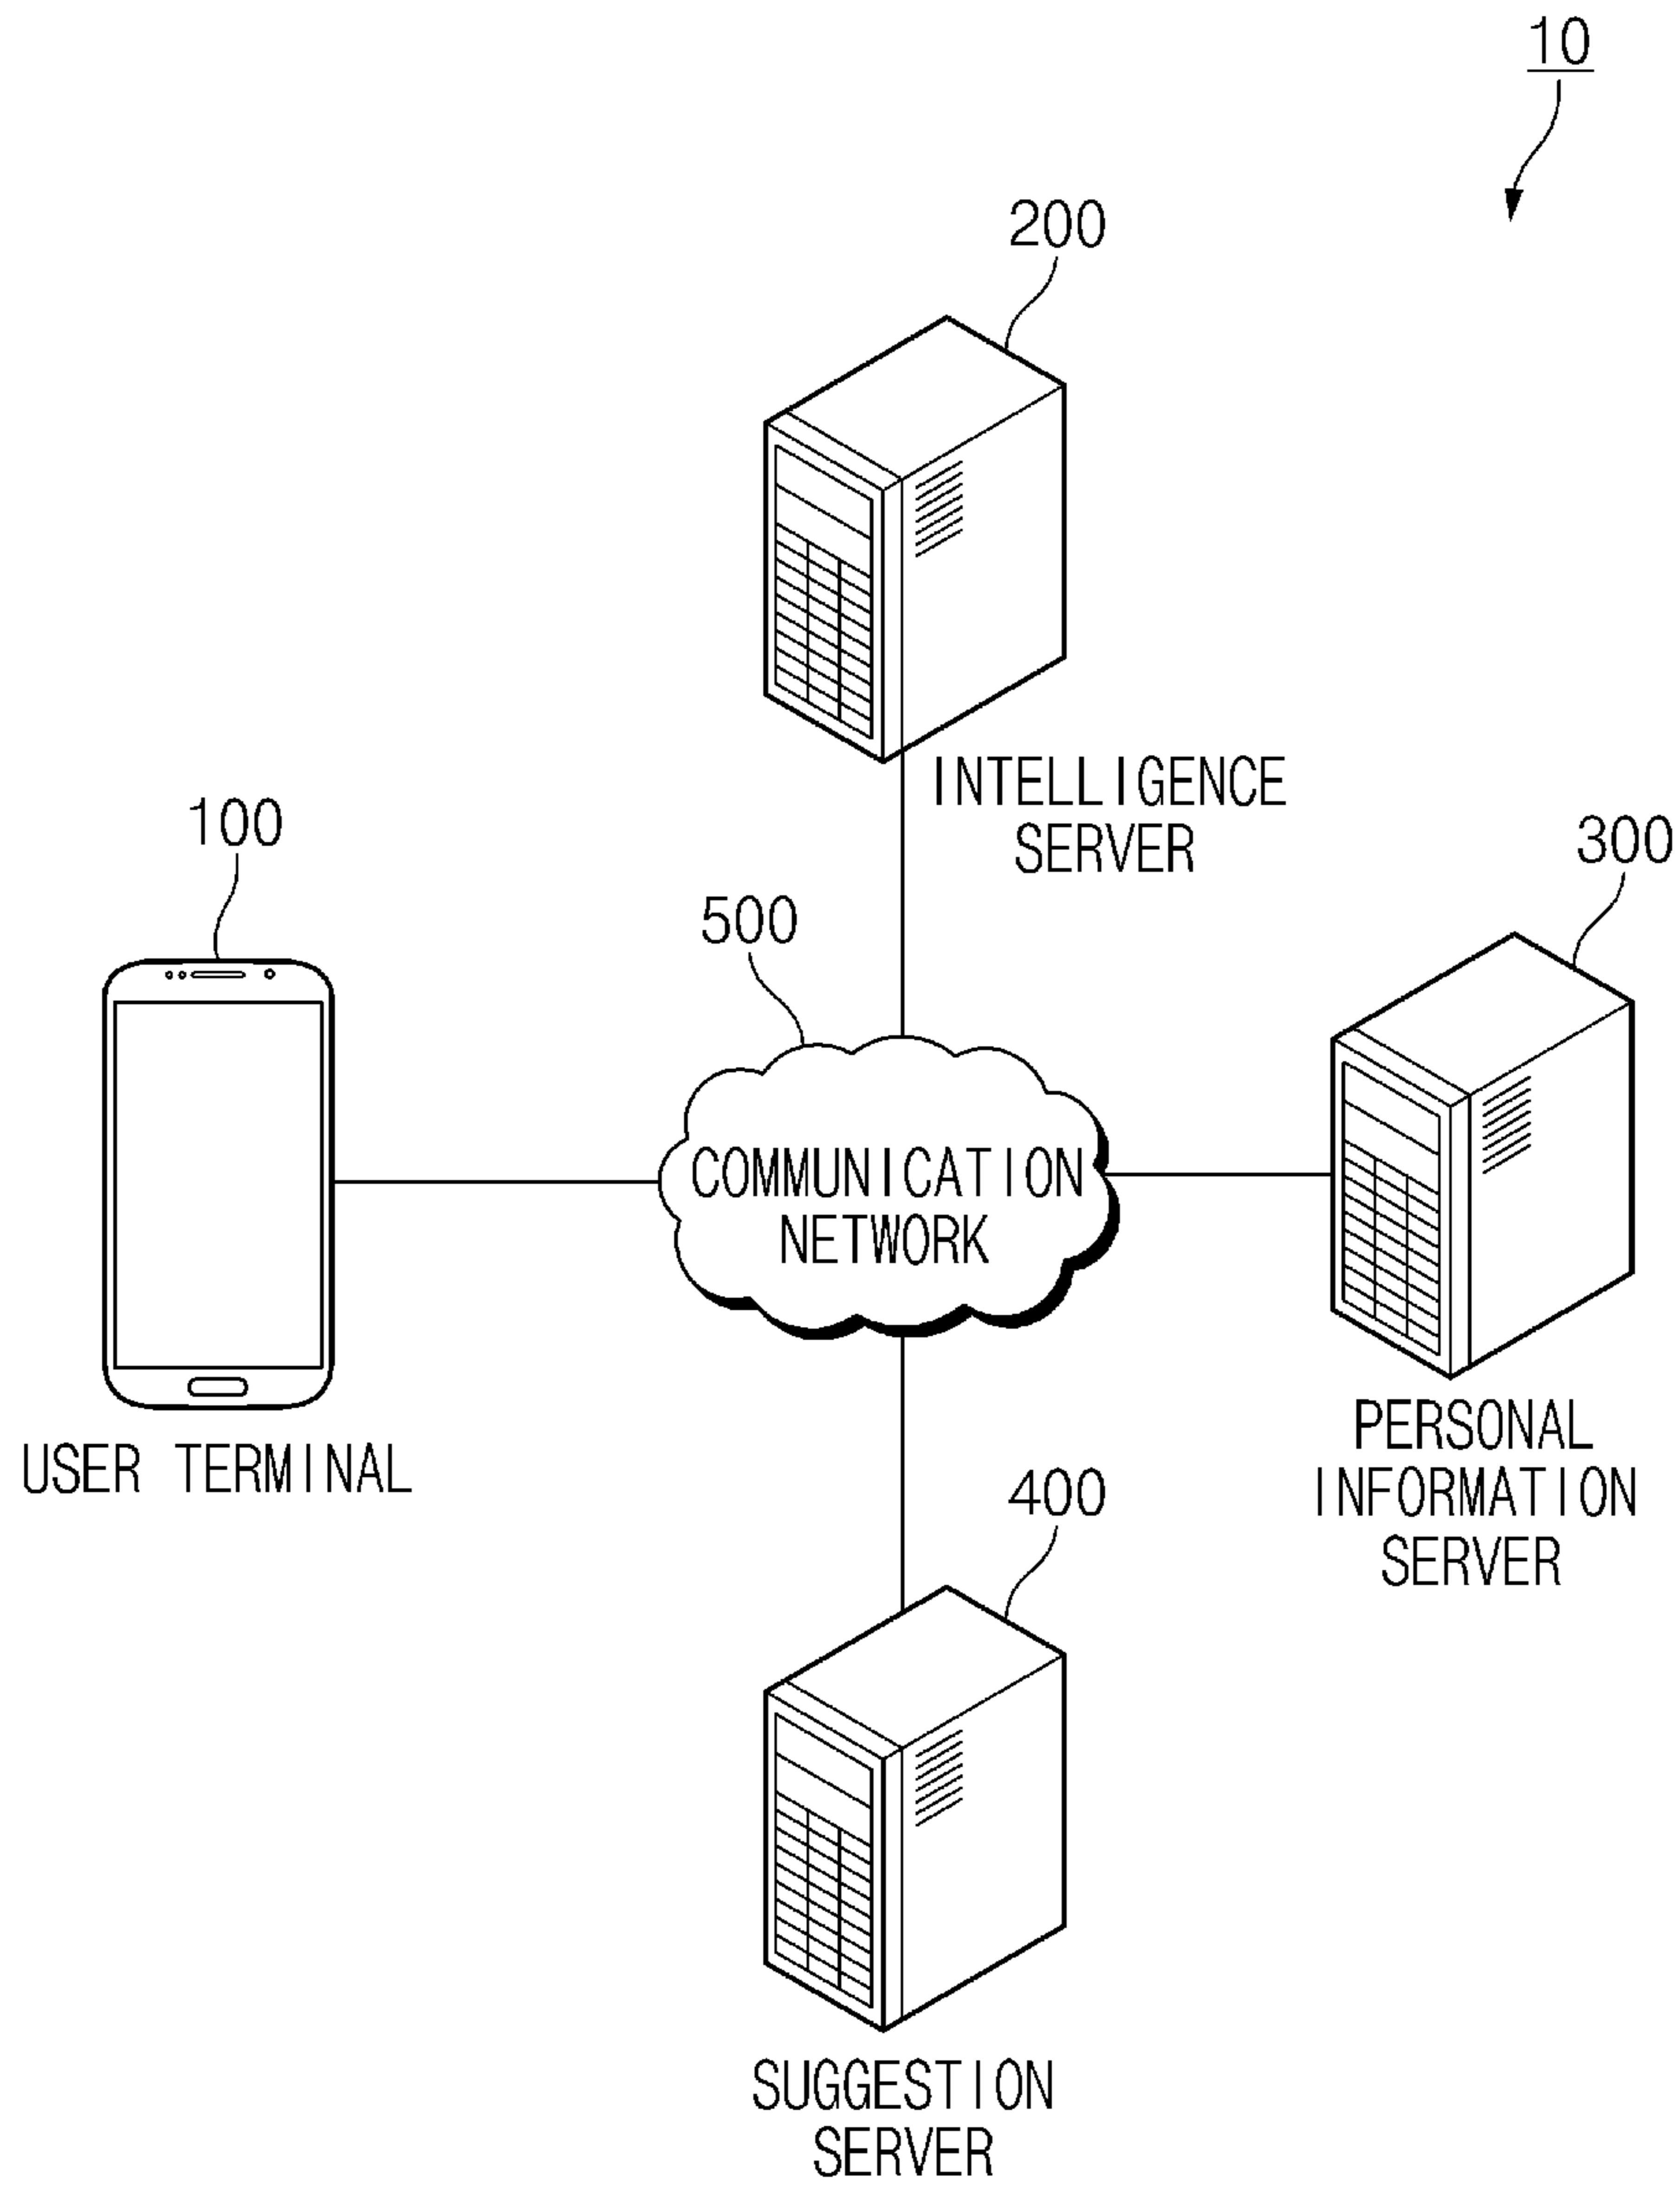 10
200
INTELLIGENCE
SERVER
100
300
500
COMMUNICATION
NETWORK
USER TERMINAL
PERSONAL
INFORMATION
SERVER
400
SUGGESTION
SERVER